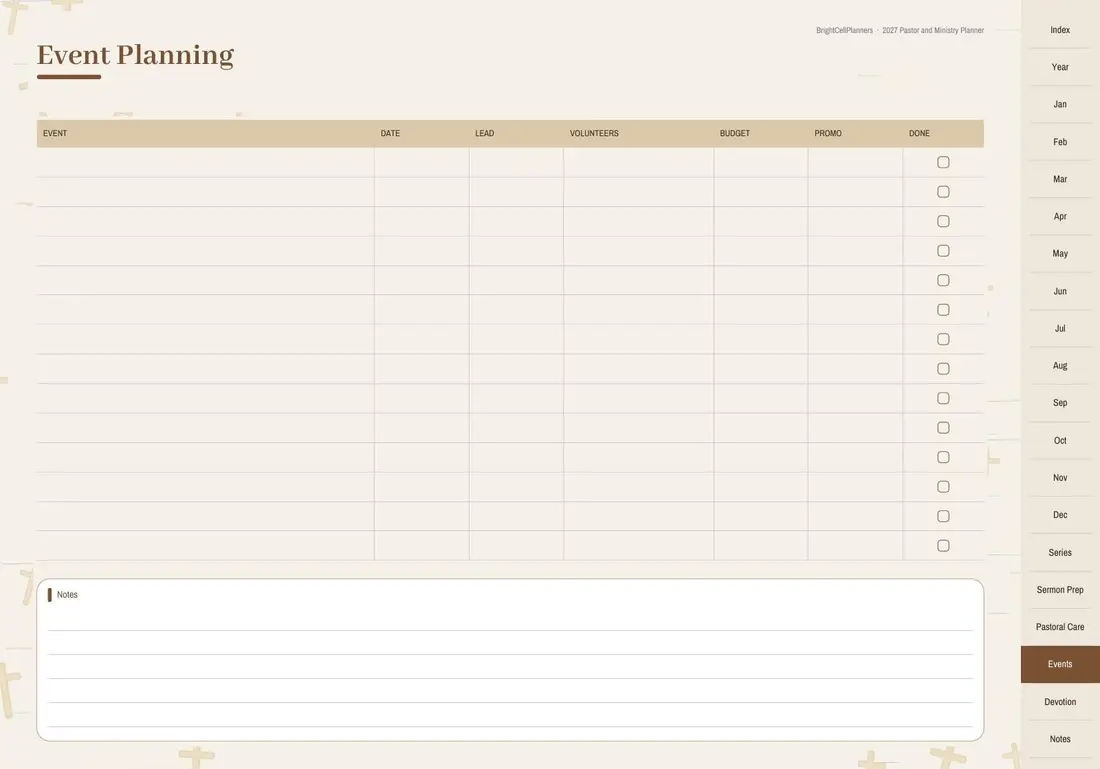 BrightCellPlanners · 2027 Pastor and Ministry Planner
Event Planning
EVENT DATE LEAD VOLUNTEERS BUDGET PROMO DONE
Notes
Index
Year
Jan
Feb
Mar
Apr
May
Jun
Jul
Aug
Sep
Oct
Nov
Dec
Series
Sermon Prep
Pastoral Care
Events
Devotion
Notes